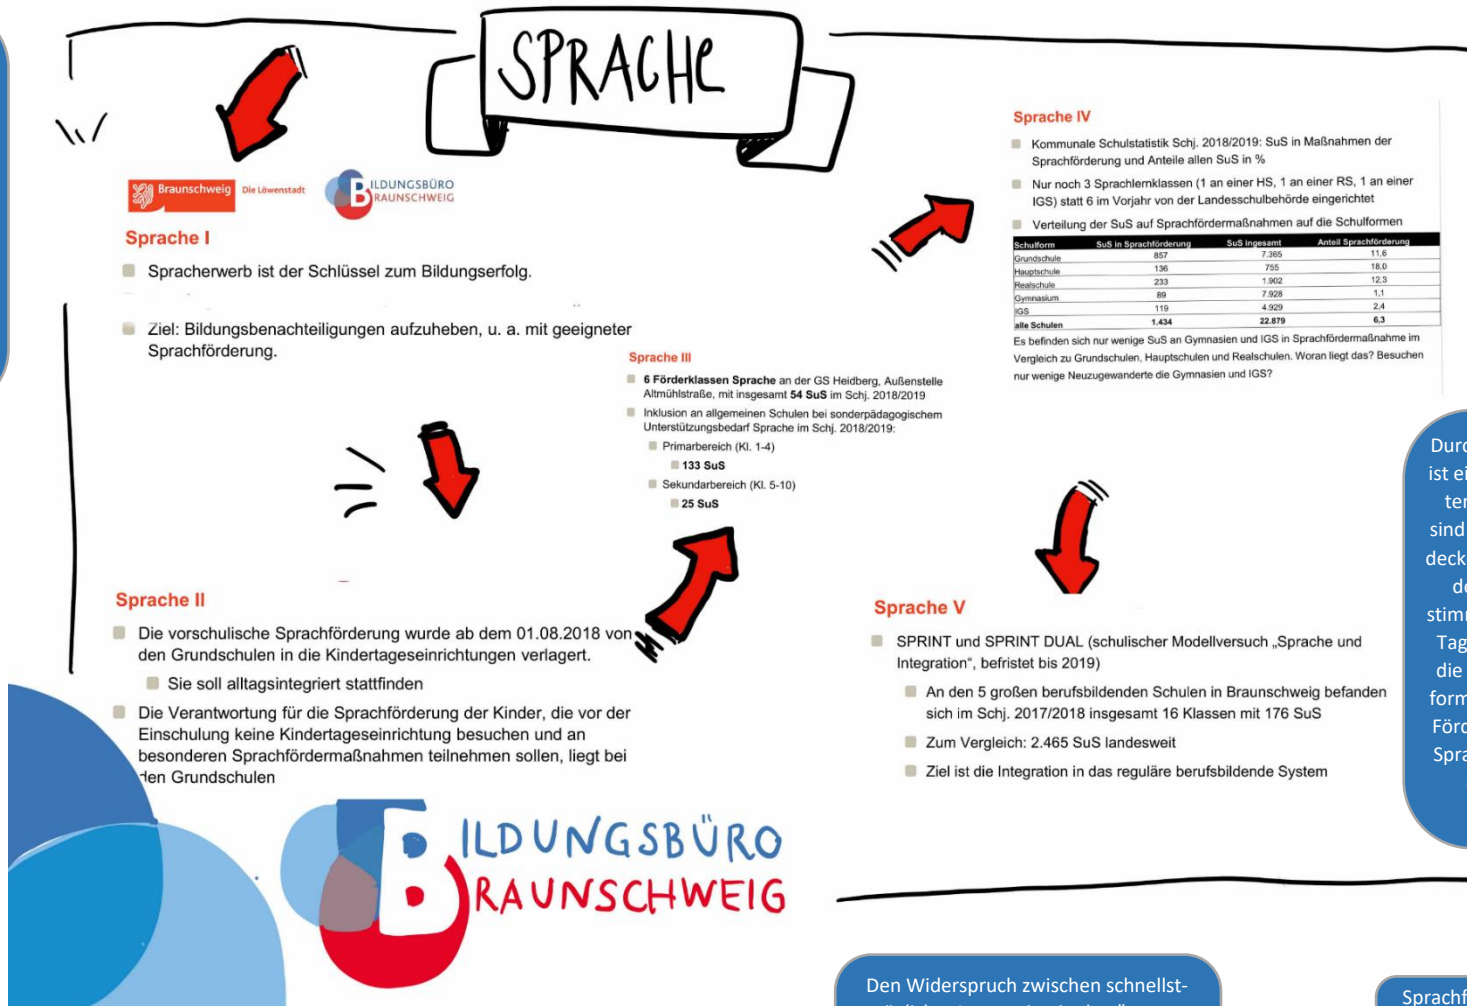 SPRACHE
Braunschweig Die Löwenstadt
BILDUNGSBÜRO
BRAUNSCHWEIG
Sprache I
Spracherwerb ist der Schlüssel zum Bildungserfolg.
Ziel: Bildungsbenachteiligungen aufzuheben, u. a. mit geeigneter
Sprachförderung.
Sprache II
Die vorschulische Sprachförderung wurde ab dem 01.08.2018 von
den Grundschulen in die Kindertageseinrichtungen verlagert.
Sie soll alltagsintegriert stattfinden
Die Verantwortung für die Sprachförderung der Kinder, die vor der
Einschulung keine Kindertageseinrichtung besuchen und an
besonderen Sprachfördermaßnahmen teilnehmen sollen, liegt bei
den Grundschulen
Sprache III
6 Förderklassen Sprache an der GS Heidberg, Außenstelle
Altmühlstraße, mit insgesamt 54 SuS im Schj. 2018/2019
Inklusion an allgemeinen Schulen bei sonderpädagogischem
Unterstützungsbedarf Sprache im Schj. 2018/2019:
Primarbereich (Kl. 1-4)
133 SuS
Sekundarbereich (Kl. 5-10)
25 SuS
Sprache IV
Kommunale Schulstatistik Schj. 2018/2019: SuS in Maßnahmen der
Sprachförderung und Anteile allen SuS in %
Nur noch 3 Sprachlernklassen (1 an einer HS, 1 an einer RS, 1 an einer
IGS) statt 6 im Vorjahr von der Landesschulbehörde eingerichtet
Verteilung der SuS auf Sprachfördermaßnahmen auf die Schulformen
Schulform SuS in Sprachförderung SuS ingesamt Anteil Sprachförderung
Grundschule 857 7.365 11,6
Hauptschule 136 755 18,0
Realschule 233 1.902 12,3
Gymnasium 89 7.928 1,1
IGS 119 4.929 2,4
alle Schulen 1.434 22.879 6,3
Es befinden sich nur wenige SuS an Gymnasien und IGS in Sprachfördermaßnahme im
Vergleich zu Grundschulen, Hauptschulen und Realschulen. Woran liegt das? Besuchen
nur wenige Neuzugewanderte die Gymnasien und IGS?
Sprache V
SPRINT und SPRINT DUAL (schulischer Modellversuch „Sprache und
Integration“, befristet bis 2019)
An den 5 großen berufsbildenden Schulen in Braunschweig befanden
sich im Schj. 2017/2018 insgesamt 16 Klassen mit 176 SuS
Zum Vergleich: 2.465 SuS landesweit
Ziel ist die Integration in das reguläre berufsbildende System
BILDUNGSBÜRO
BRAUNSCHWEIG
ist
sind
die
Den Widerspruch zwischen schnellst-